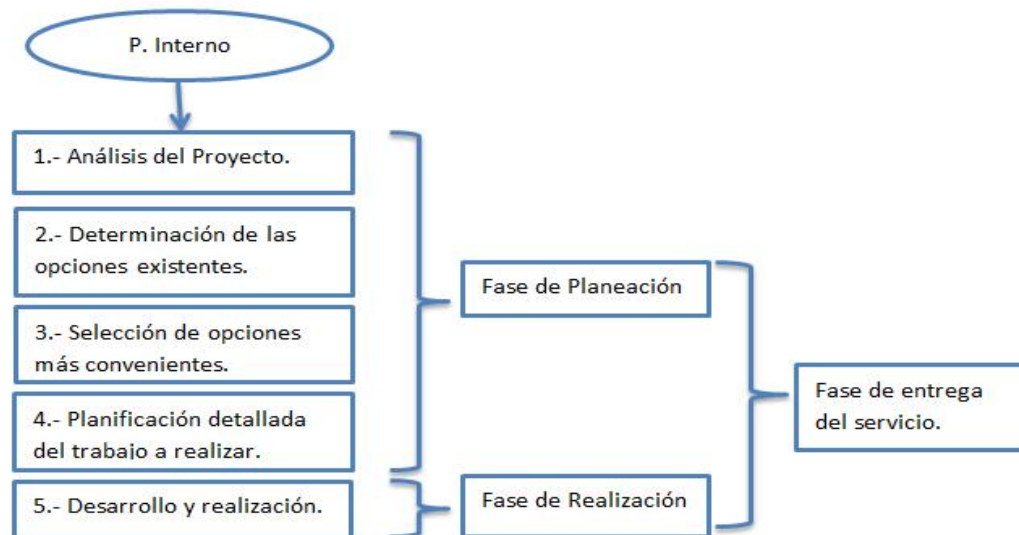 P. Interno
1.- Análisis del Proyecto.
2.- Determinación de las
opciones existentes.
3.- Selección de opciones
más convenientes.
4.- Planificación detallada
del trabajo a realizar.
5.- Desarrollo y realización.
Fase de Planeación
Fase de Realización
Fase de entrega
del servicio.